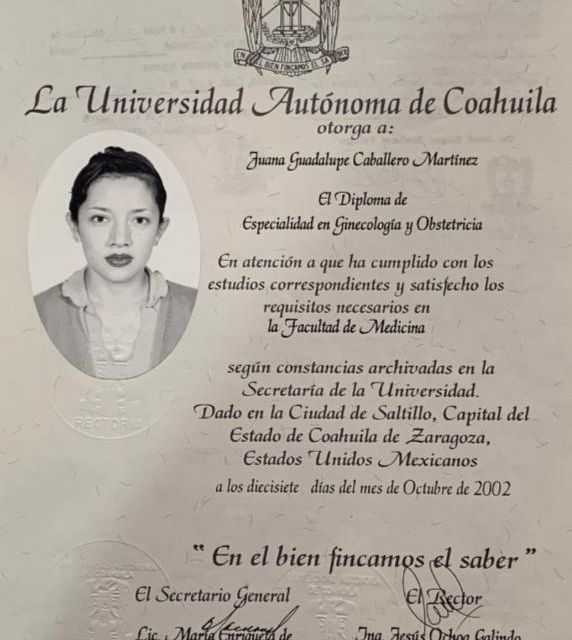 EN EL BIEN FINCAMOS EL SABER
La Universidad Autónoma de Coahuila
otorga a:
Juana Guadalupe Caballero Martínez
El Diploma de
Especialidad en Ginecología y Obstetricia
En atención a que ha cumplido con los
estudios correspondientes y satisfecho los
requisitos necesarios en
la Facultad de Medicina
según constancias archivadas en la
Secretaría de la Universidad.
Dado en la Ciudad de Saltillo, Capital del
Estado de Coahuila de Zaragoza,
Estados Unidos Mexicanos
a los diecisiete días del mes de Octubre de 2002
RECTORIA
" En el bien fincamos el saber "
El Secretario General
El Rector
Lic. María Enriqueta de
Ing. Jesús Ochoa Galindo